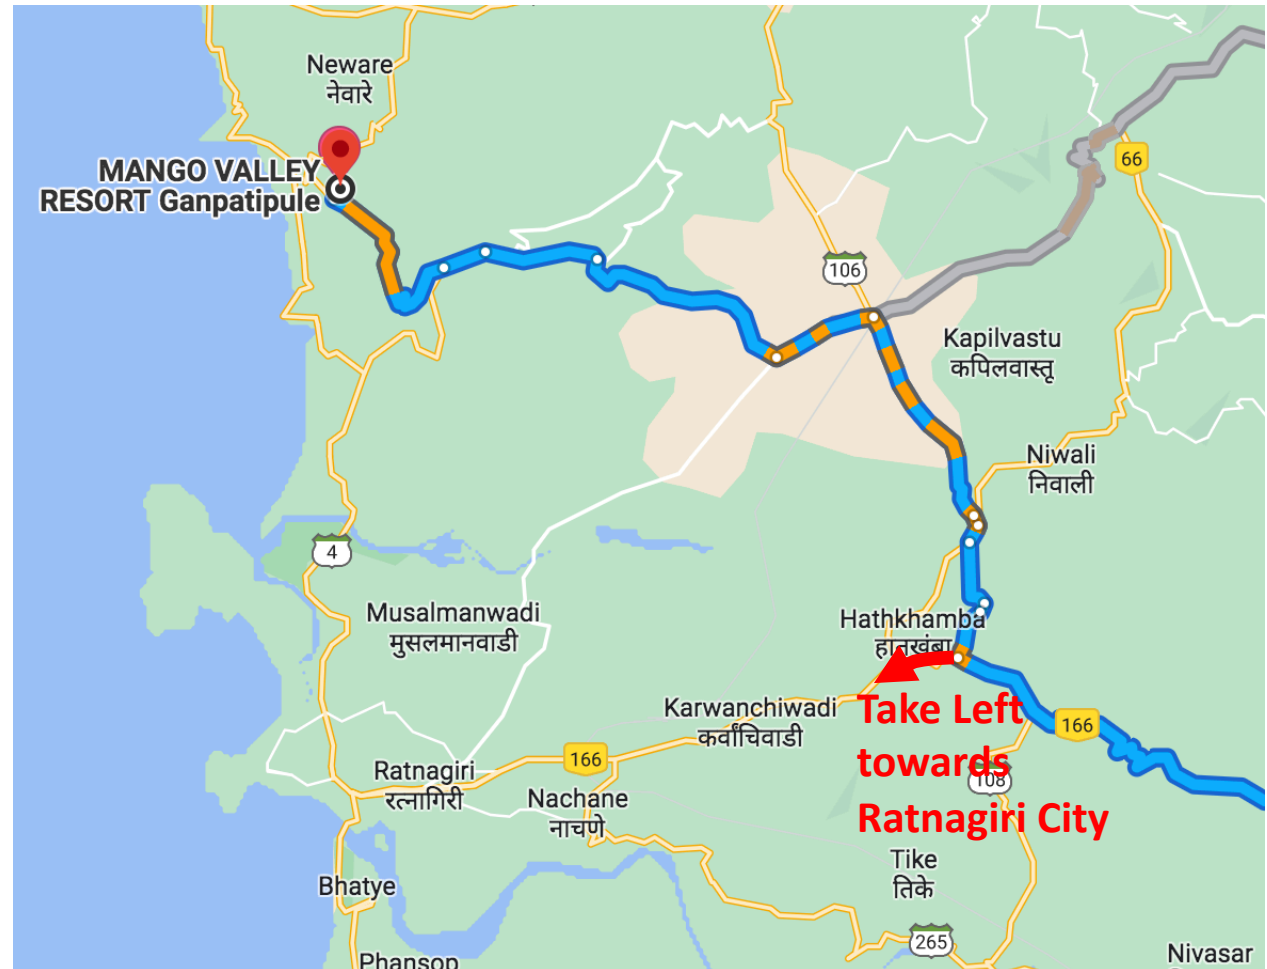 Neware
नेवारे
MANGO VALLEY
RESORT Ganpatipule
66
106
Kapilvastu
कपिलवास्तू
Niwali
निवाली
4
Musalmanwadi
मुसलमानवाडी
Hathkhamba
हातखंबा
Karwanchiwadi
कर्वांचिवाडी
Take Left
towards
Ratnagiri City
166
166
108
Ratnagiri
रत्नागिरी
Nachane
नाचणे
Tike
तिके
Bhatye
265
Nivasar
Phansop